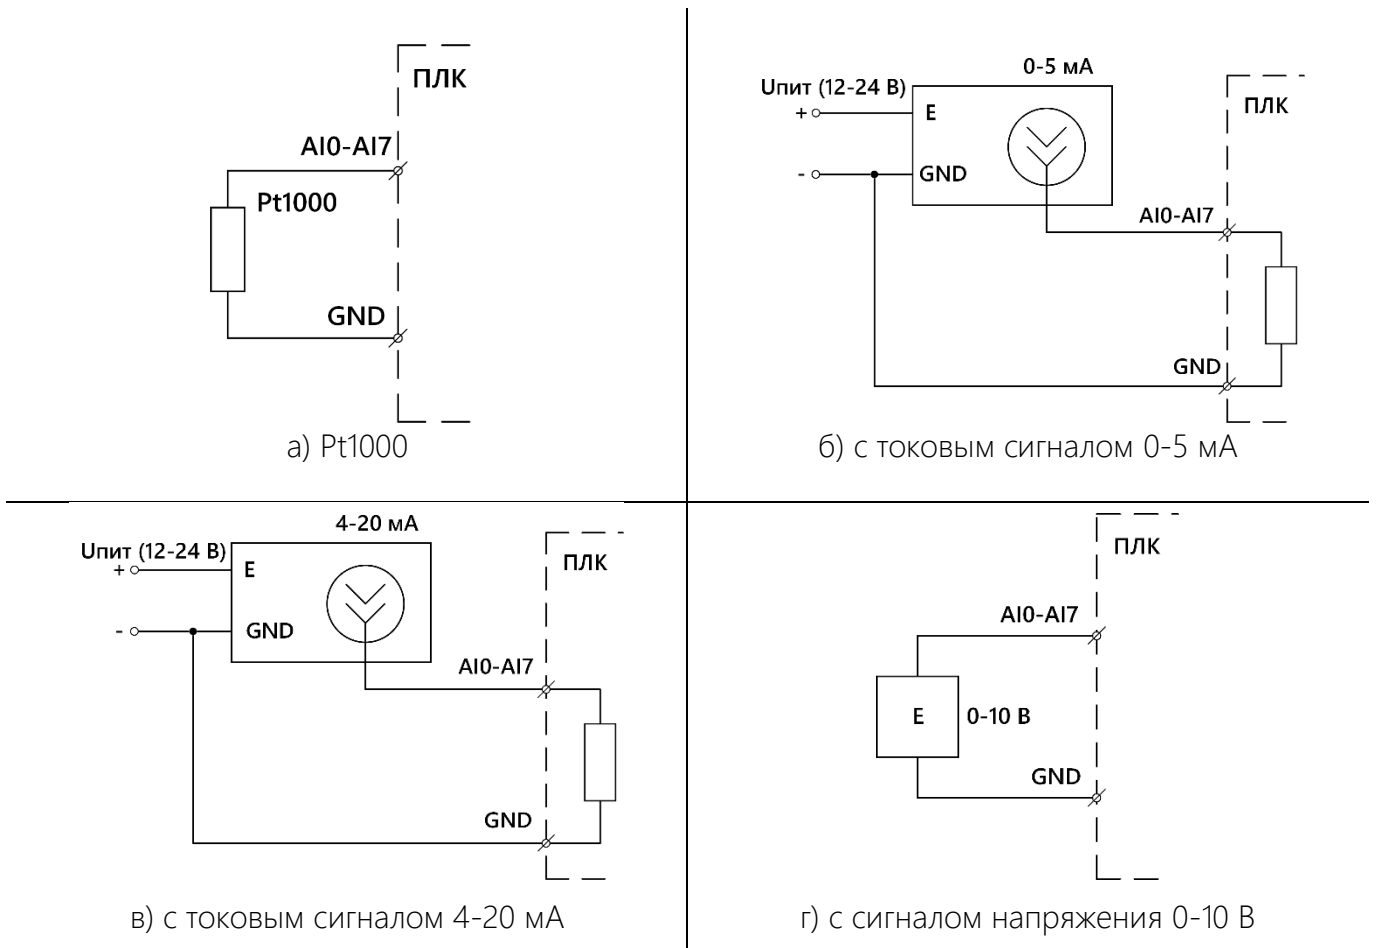 ПЛК
AI0-AI7
Pt1000
GND
а) Pt1000
0-5 мА
Uпит (12-24 В)
+
E
ПЛК
-
GND
AI0-AI7
GND
б) с токовым сигналом 0-5 мА
4-20 мА
Uпит (12-24 В)
+
E
ПЛК
-
GND
AI0-AI7
GND
в) с токовым сигналом 4-20 мА
ПЛК
AI0-AI7
E
0-10 В
GND
г) с сигналом напряжения 0-10 В